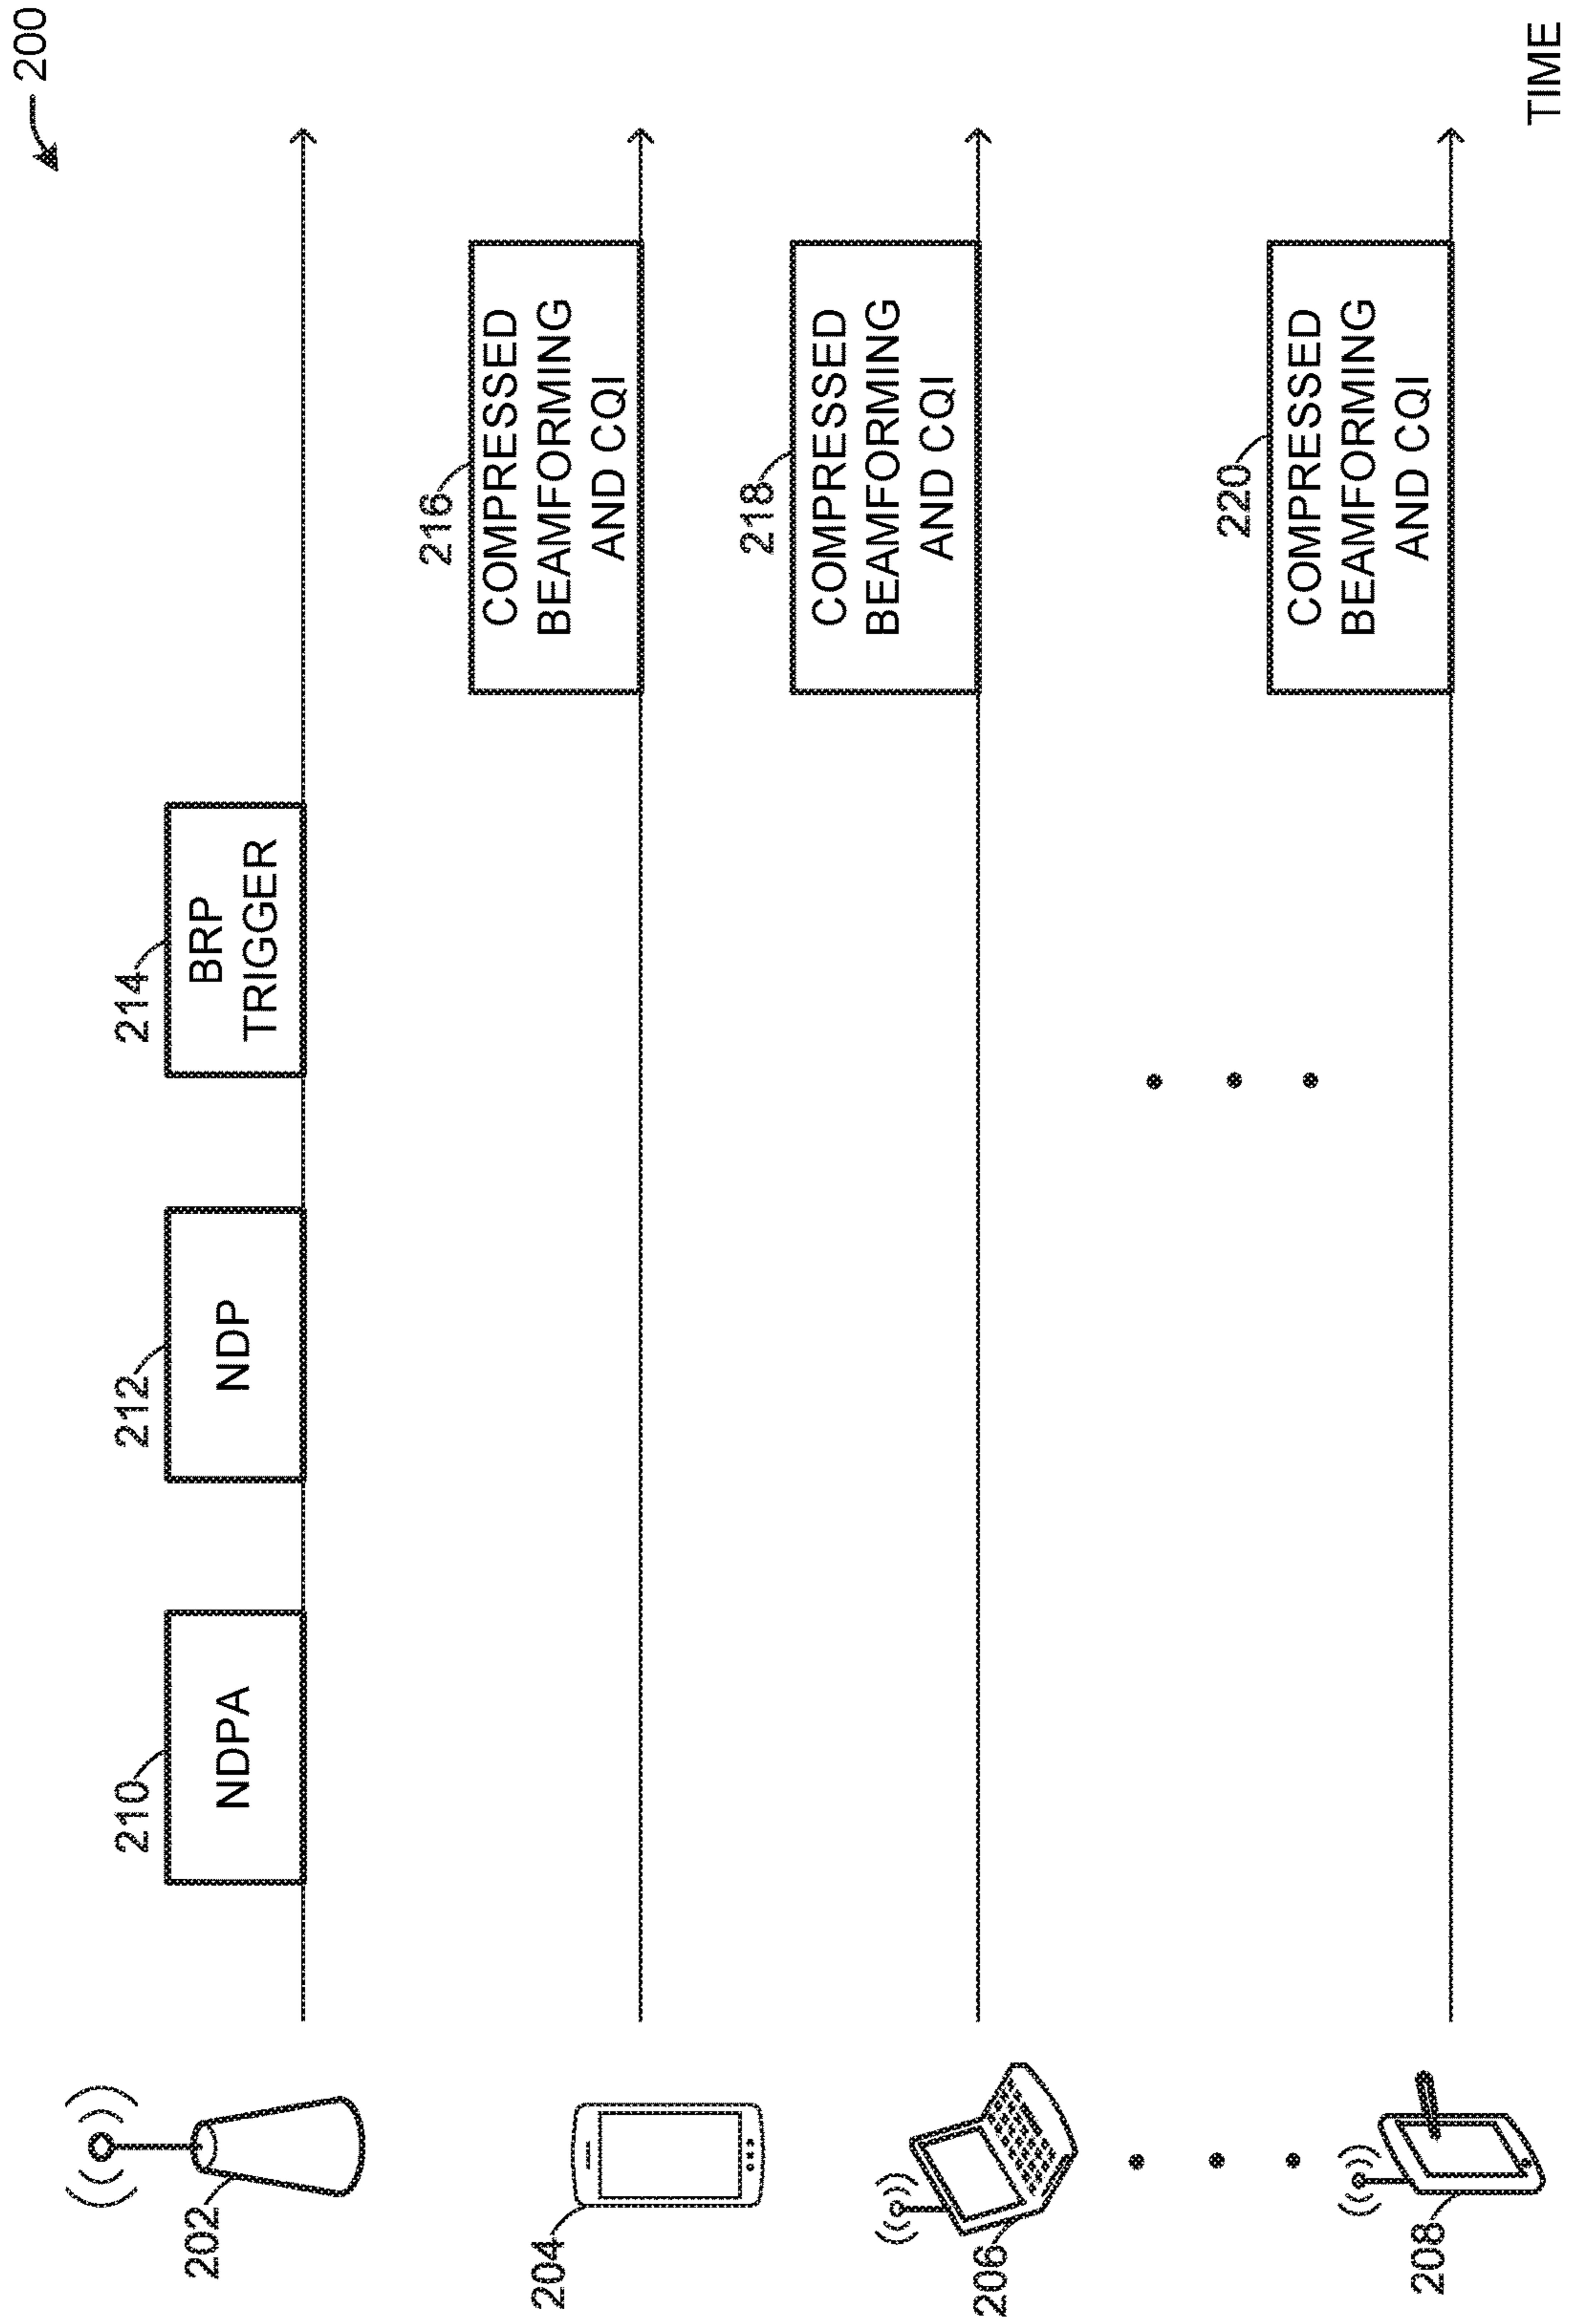 200
210
NDPA
212
NDP
214
BRP
TRIGGER
202
216
COMPRESSED
BEAMFORMING
AND CQI
204
218
COMPRESSED
BEAMFORMING
AND CQI
206
220
COMPRESSED
BEAMFORMING
AND CQI
208
TIME